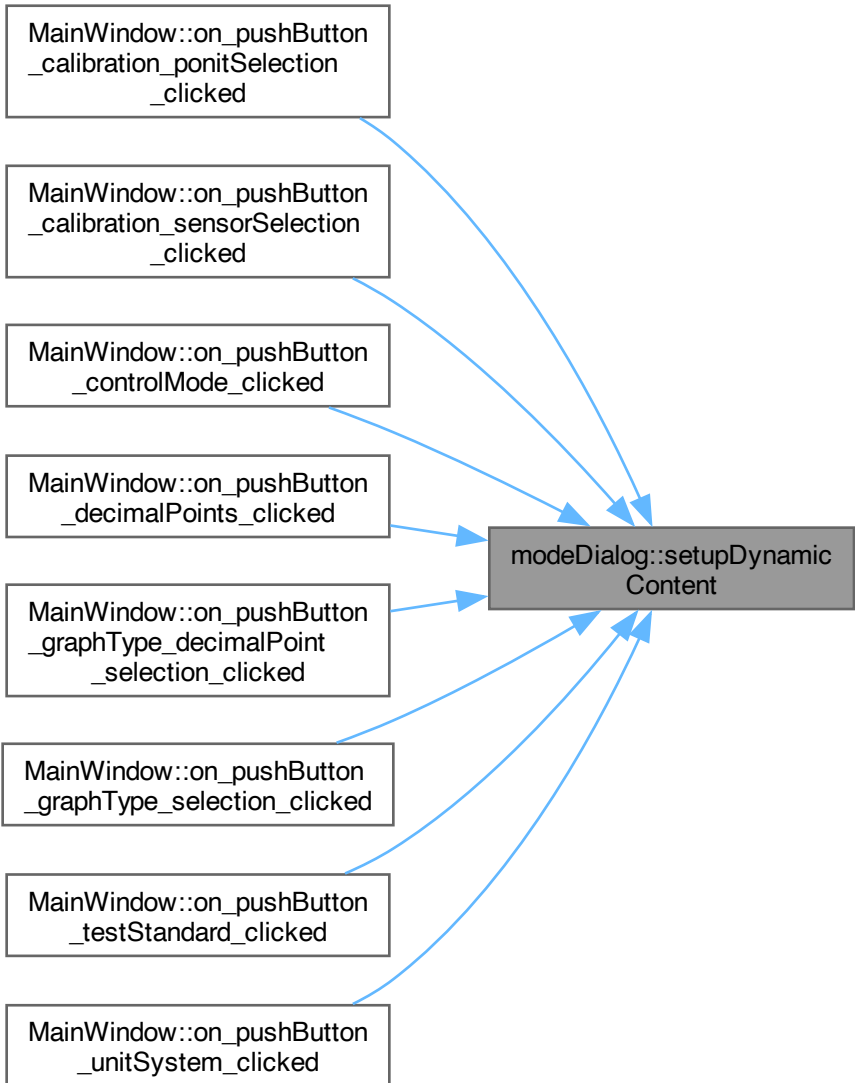 MainWindow::on_pushButton
_calibration_ponitSelection
_clicked
MainWindow::on_pushButton
_calibration_sensorSelection
_clicked
MainWindow::on_pushButton
_controlMode_clicked
MainWindow::on_pushButton
_decimalPoints_clicked
modeDialog::setupDynamic
Content
MainWindow::on_pushButton
_graphType_decimalPoint
_selection_clicked
MainWindow::on_pushButton
_graphType_selection_clicked
MainWindow::on_pushButton
_testStandard_clicked
MainWindow::on_pushButton
_unitSystem_clicked